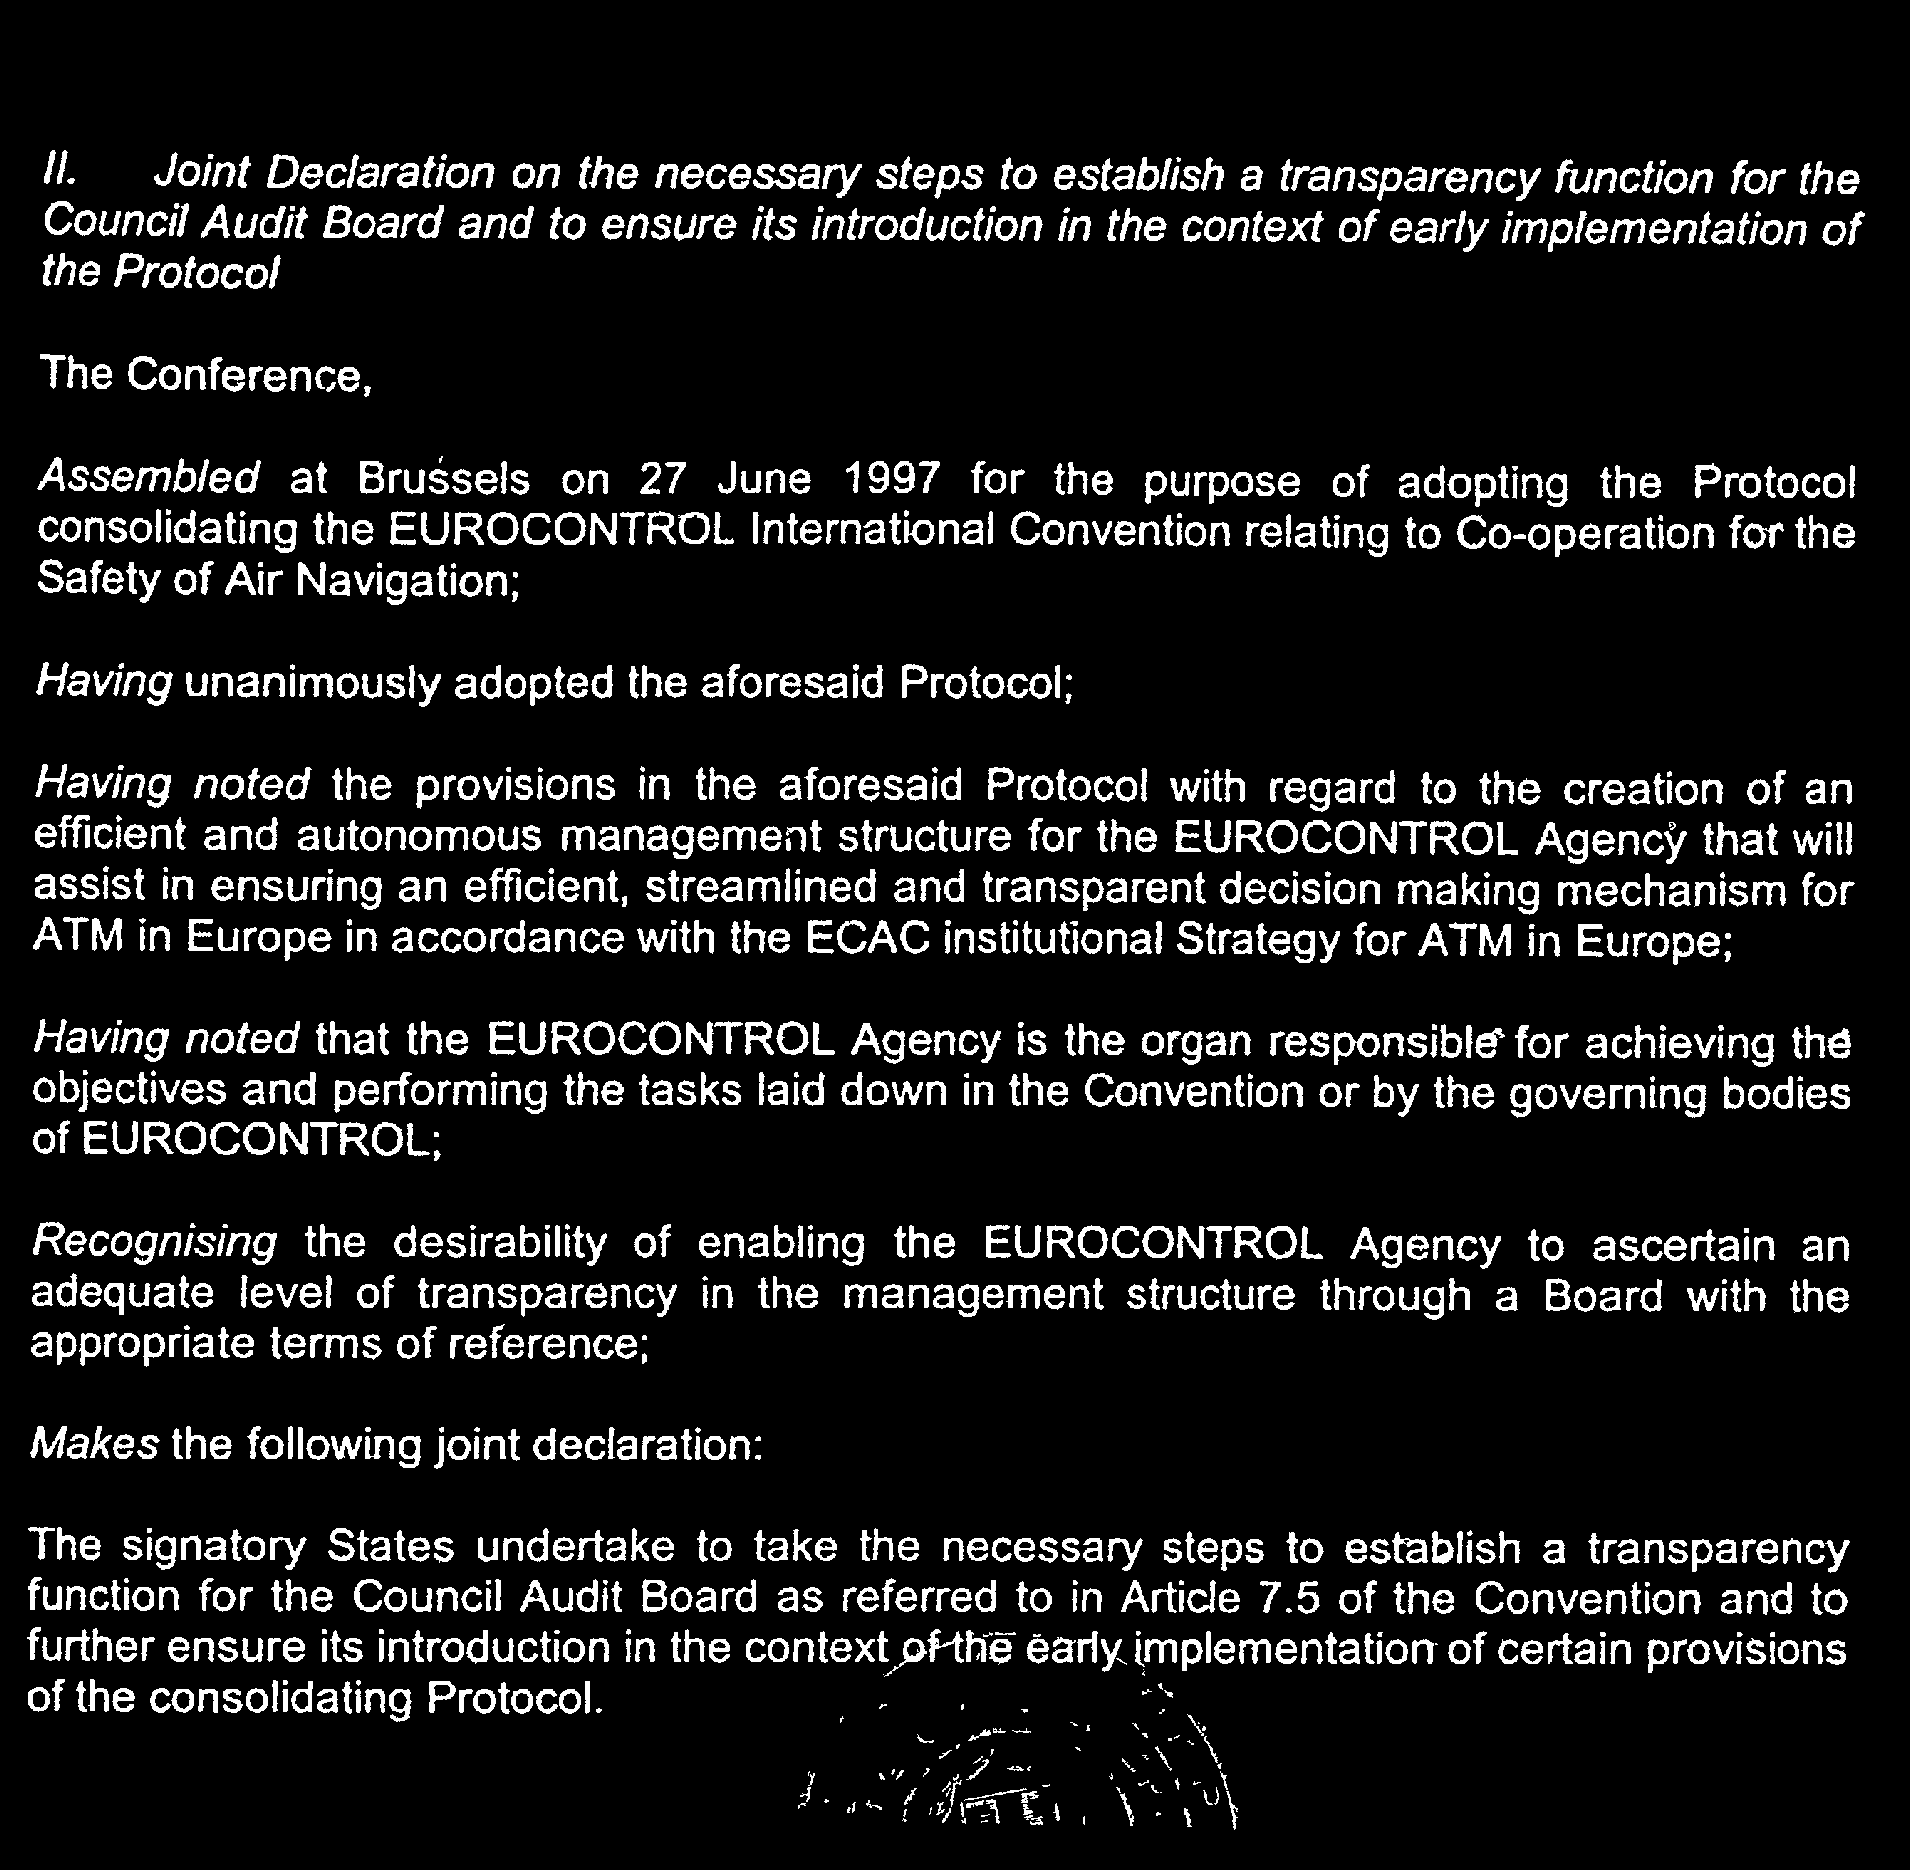 II. Joint Declaration on the necessary steps to establish a transparency function for the
Council Audit Board and to ensure its introduction in the context of early implementation of
the Protocol
The Conference,
Assembled at Brussels on 27 June 1997 for the purpose of adopting the Protocol
consolidating the EUROCONTROL International Convention relating to Co-operation for the
Safety of Air Navigation;
Having unanimously adopted the aforesaid Protocol;
Having noted the provisions in the aforesaid Protocol with regard to the creation of an
efficient and autonomous management structure for the EUROCONTROL Agency that will
assist in ensuring an efficient, streamlined and transparent decision making mechanism for
ATM in Europe in accordance with the ECAC institutional Strategy for ATM in Europe;
Having noted that the EUROCONTROL Agency is the organ responsible for achieving the
objectives and performing the tasks laid down in the Convention or by the governing bodies
of EUROCONTROL;
Recognising the desirability of enabling the EUROCONTROL Agency to ascertain an
adequate level of transparency in the management structure through a Board with the
appropriate terms of reference;
Makes the following joint declaration:
The signatory States undertake to take the necessary steps to establish a transparency
function for the Council Audit Board as referred to in Article 7.5 of the Convention and to
further ensure its introduction in the context of the early implementation of certain provisions
of the consolidating Protocol.